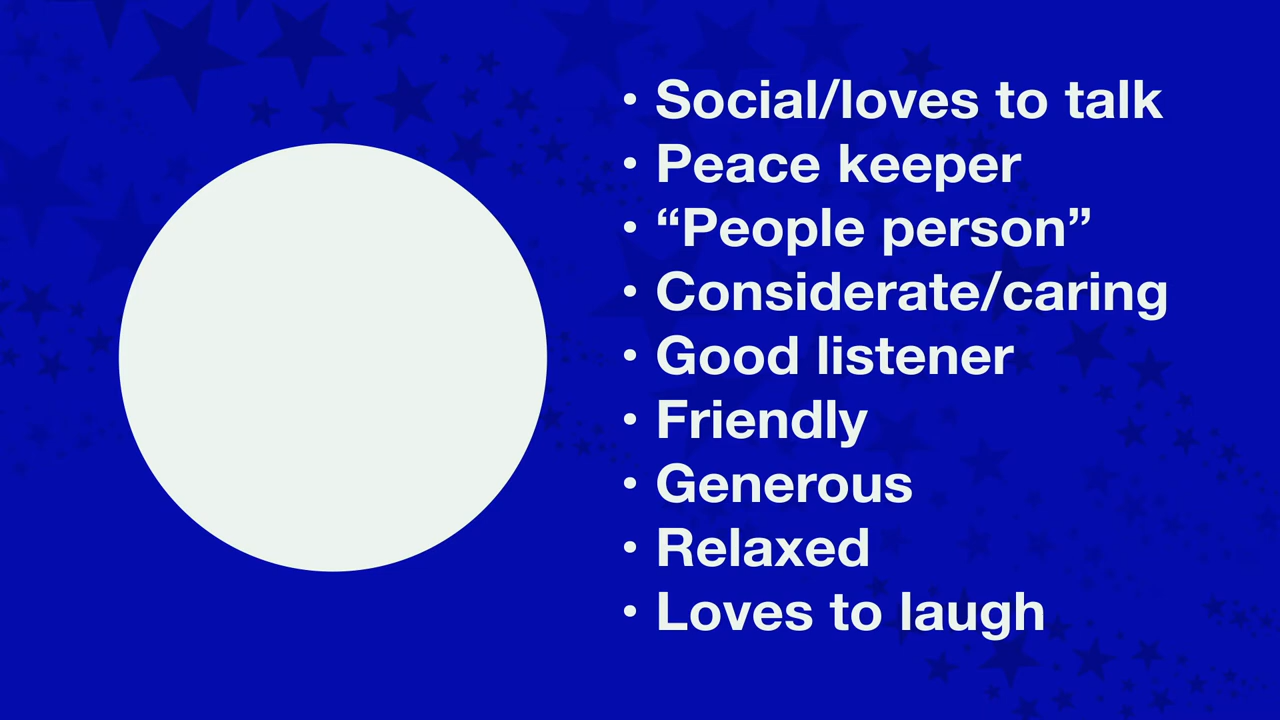 • Social/loves to talk
• Peace keeper
• “People person”
• Considerate/caring
• Good listener
• Friendly
• Generous
• Relaxed
• Loves to laugh